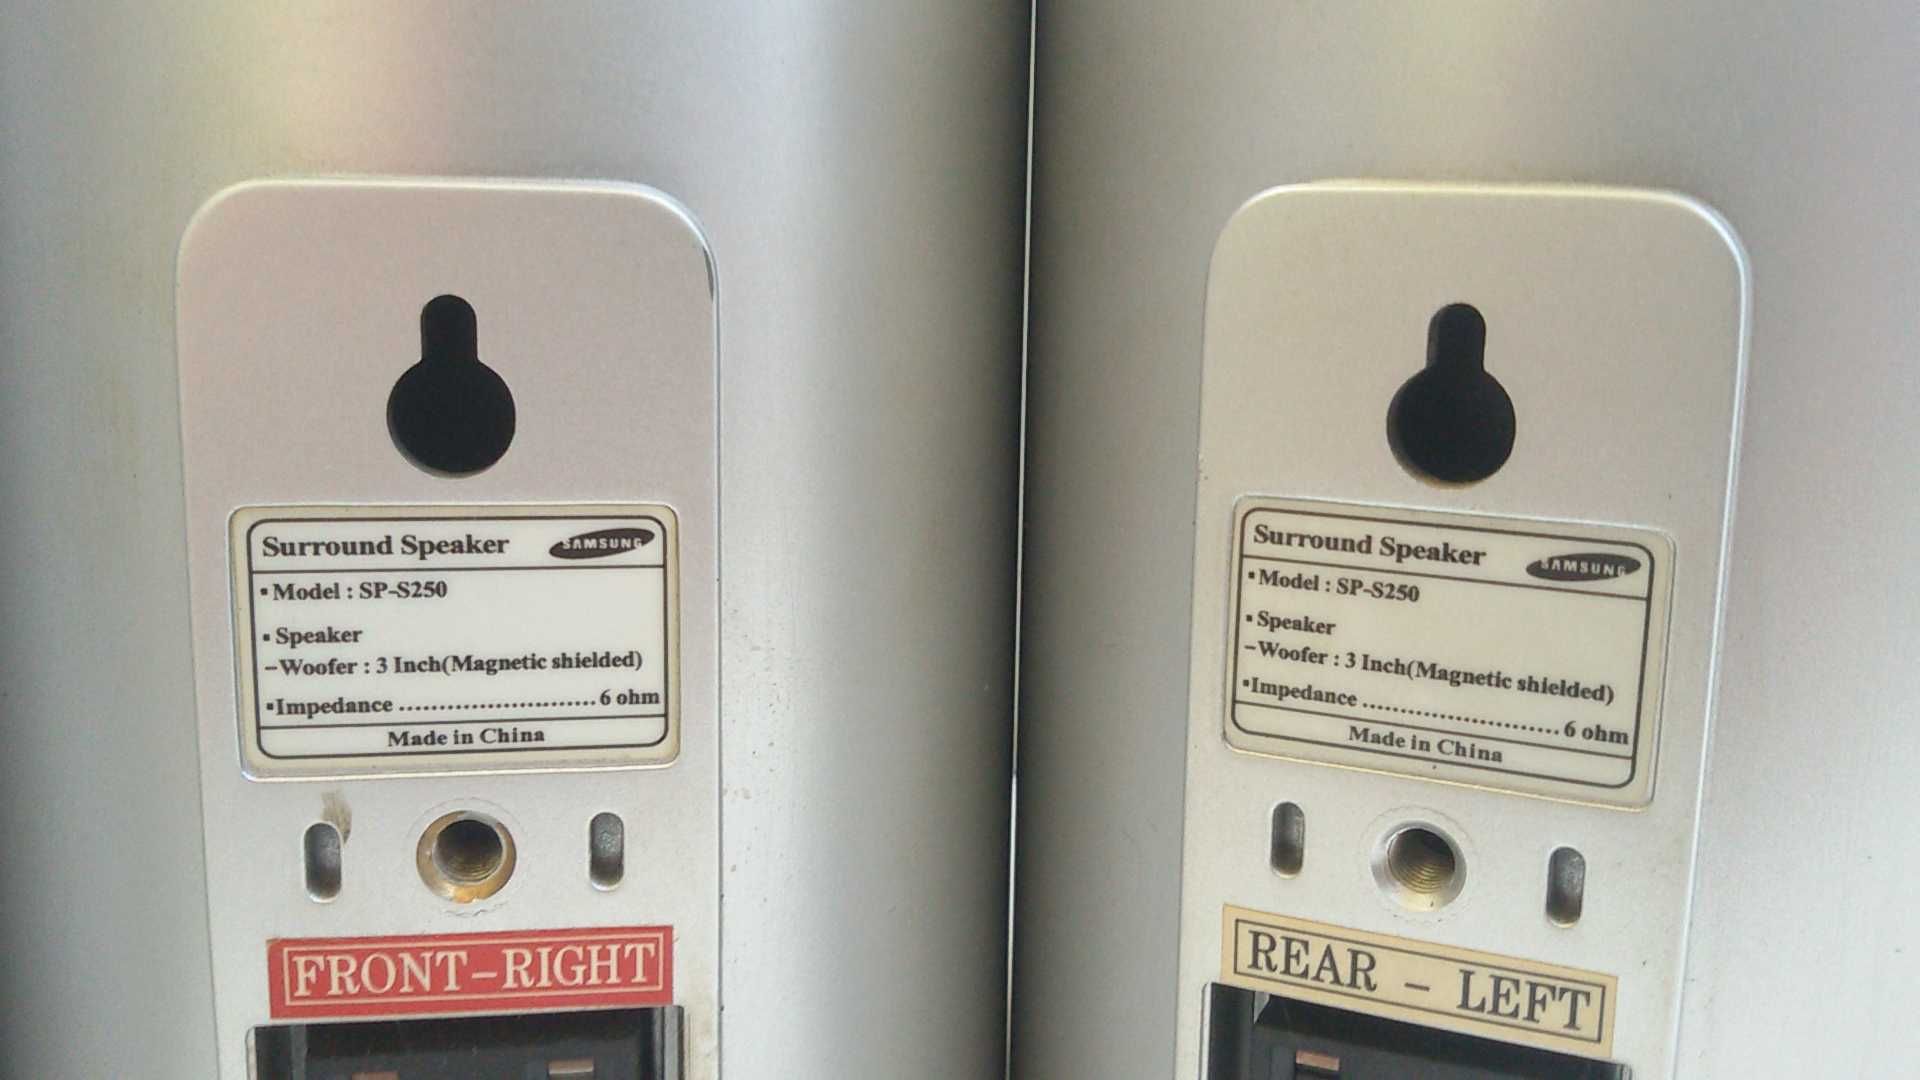 Surround Speaker SAMSUNG
▪ Model : SP-S250
▪ Speaker
-Woofer : 3 Inch(Magnetic shielded)
▪Impedance ........................ 6 ohm
Made in China
FRONT-RIGHT
Surround Speaker SAMSUNG
▪ Model : SP-S250
▪ Speaker
-Woofer : 3 Inch(Magnetic shielded)
▪Impedance ........................ 6 ohm
Made in China
REAR - LEFT